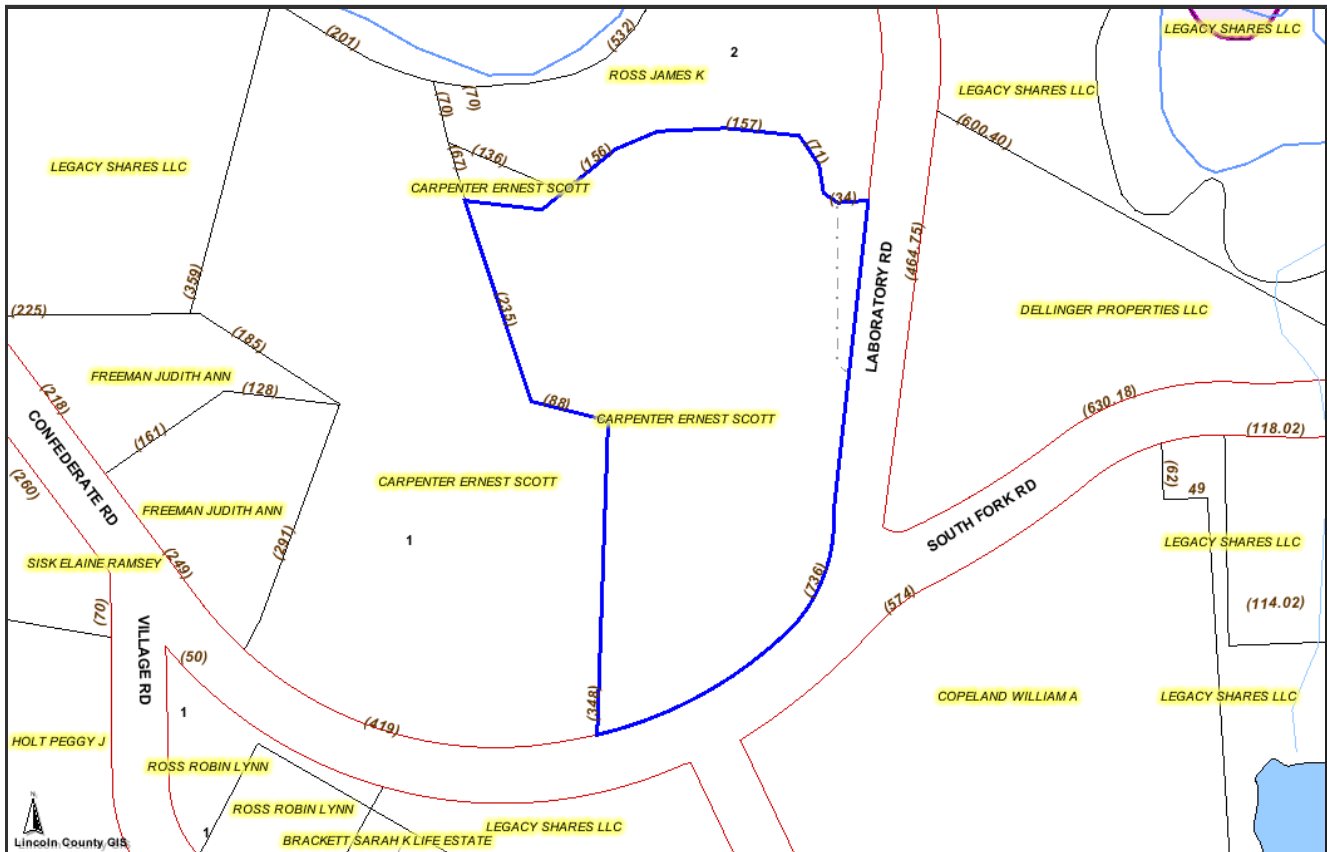 LEGACY SHARES LLC
(201)
(532)
2
ROSS JAMES K
LEGACY SHARES LLC
(70)
(70)
(600.40)
(157)
(71)
(67)
(136)
(156)
LEGACY SHARES LLC
CARPENTER ERNEST SCOTT
(34)
(464.75)
(359)
(235)
LABORATORY RD
DELLINGER PROPERTIES LLC
(225)
(185)
FREEMAN JUDITH ANN
(128)
(218)
(88)
(630.18)
CARPENTER ERNEST SCOTT
(161)
(118.02)
CONFEDERATE RD
(260)
(62)
49
CARPENTER ERNEST SCOTT
FREEMAN JUDITH ANN
SOUTH FORK RD
(291)
1
LEGACY SHARES LLC
SISK ELAINE RAMSEY
(249)
(736)
(574)
(114.02)
(70)
VILLAGE RD
(50)
COPELAND WILLIAM A
LEGACY SHARES LLC
1
(348)
(419)
HOLT PEGGY J
ROSS ROBIN LYNN
ROSS ROBIN LYNN
N
1
LEGACY SHARES LLC
BRACKETT SARAH K LIFE ESTATE
Lincoln County GIS